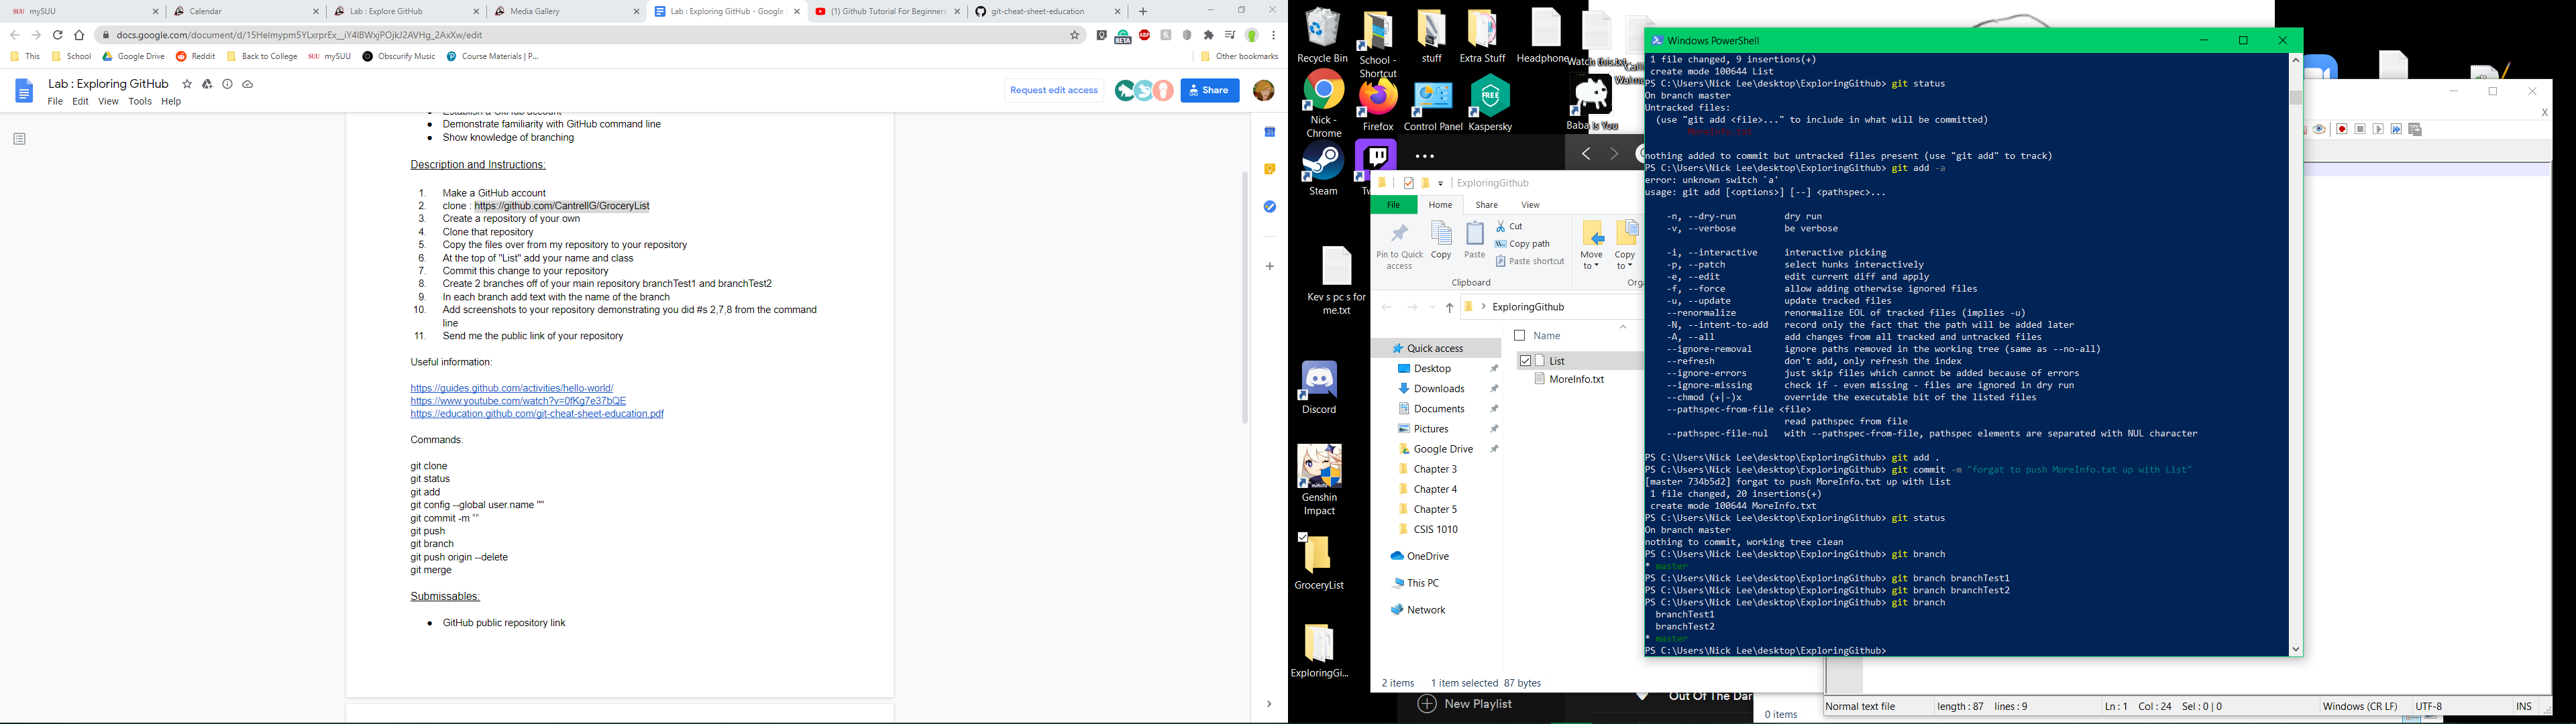 mySUU
Calendar
Lab : Explore GitHub
Media Gallery
Lab : Exploring GitHub - Google
(1) Github Tutorial For Beginners
git-cheat-sheet-education
docs.google.com/document/d/15HelmypmSYLxrprEx__iY4lBWxjPOjkJ2AVHg_2AxXw/edit
This
School
Google Drive
Reddit
Back to College
mySUU
Obscurify Music
Course Materials | P...
Other bookmarks
Lab : Exploring GitHub
File Edit View Tools Help
Request edit access
Share
Establish a GitHub account
● Demonstrate familiarity with GitHub command line
● Show knowledge of branching
Description and Instructions:
1. Make a GitHub account
2. clone : https://github.com/CantrellG/GroceryList
3. Create a repository of your own
4. Clone that repository
5. Copy the files over from my repository to your repository
6. At the top of "List" add your name and class
7. Commit this change to your repository
8. Create 2 branches off of your main repository branchTest1 and branchTest2
9. In each branch add text with the name of the branch
10. Add screenshots to your repository demonstrating you did #s 2,7,8 from the command
line
11. Send me the public link of your repository
Useful information:
https://guides.github.com/activities/hello-world/
https://www.youtube.com/watch?v=0fKg7e37bQE
https://education.github.com/git-cheat-sheet-education.pdf
Commands:
git clone
git status
git add
git config --global user.name ""
git commit -m ""
git push
git branch
git push origin --delete
git merge
Submissables:
● GitHub public repository link
Recycle Bin
School - Shortcut
stuff
Extra Stuff
Headphone
Watch this.txt
Nick - Chrome
Firefox
Control Panel
Kaspersky
Baba Is You
Steam
Kev s pc s for me.txt
Discord
Genshin Impact
GroceryList
ExploringGi...
ExploringGithub
File Home Share View
Pin to Quick access
Copy
Paste
Cut
Copy path
Paste shortcut
Move to
Copy to
Clipboard
ExploringGithub
Name
List
MoreInfo.txt
Quick access
Desktop
Downloads
Documents
Pictures
Google Drive
Chapter 3
Chapter 4
Chapter 5
CSIS 1010
OneDrive
This PC
Network
2 items 1 item selected 87 bytes
New Playlist
Out Of The Dar
0 items
Windows PowerShell
1 file changed, 9 insertions(+)
create mode 100644 List
PS C:\Users\Nick Lee\desktop\ExploringGithub> git status
On branch master
Untracked files:
(use "git add <file>..." to include in what will be committed)
MoreInfo.txt
nothing added to commit but untracked files present (use "git add" to track)
PS C:\Users\Nick Lee\desktop\ExploringGithub> git add -a
error: unknown switch `a'
usage: git add [<options>] [--] <pathspec>...
-n, --dry-run dry run
-v, --verbose be verbose
-i, --interactive interactive picking
-p, --patch select hunks interactively
-e, --edit edit current diff and apply
-f, --force allow adding otherwise ignored files
-u, --update update tracked files
--renormalize renormalize EOL of tracked files (implies -u)
-N, --intent-to-add record only the fact that the path will be added later
-A, --all add changes from all tracked and untracked files
--ignore-removal ignore paths removed in the working tree (same as --no-all)
--refresh don't add, only refresh the index
--ignore-errors just skip files which cannot be added because of errors
--ignore-missing check if - even missing - files are ignored in dry run
--chmod (+|-)x override the executable bit of the listed files
--pathspec-from-file <file>
read pathspec from file
--pathspec-file-nul with --pathspec-from-file, pathspec elements are separated with NUL character
PS C:\Users\Nick Lee\desktop\ExploringGithub> git add .
PS C:\Users\Nick Lee\desktop\ExploringGithub> git commit -m "forgat to push MoreInfo.txt up with List"
[master 734b5d2] forgat to push MoreInfo.txt up with List
1 file changed, 20 insertions(+)
create mode 100644 MoreInfo.txt
PS C:\Users\Nick Lee\desktop\ExploringGithub> git status
On branch master
nothing to commit, working tree clean
PS C:\Users\Nick Lee\desktop\ExploringGithub> git branch
* master
PS C:\Users\Nick Lee\desktop\ExploringGithub> git branch branchTest1
PS C:\Users\Nick Lee\desktop\ExploringGithub> git branch branchTest2
PS C:\Users\Nick Lee\desktop\ExploringGithub> git branch
branchTest1
branchTest2
* master
PS C:\Users\Nick Lee\desktop\ExploringGithub>
Normal text file length : 87 lines : 9 Ln : 1 Col : 24 Sel : 0 | 0 Windows (CR LF) UTF-8 INS